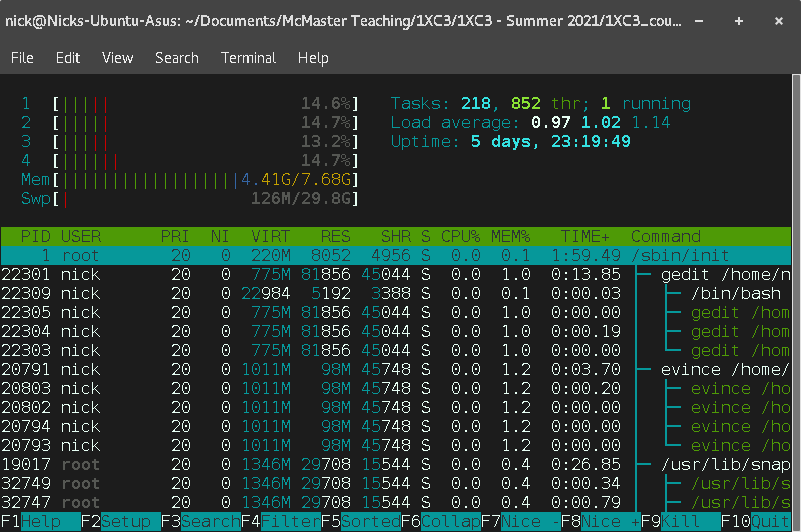 nick@Nicks-Ubuntu-Asus: ~/Documents/McMaster Teaching/1XC3/1XC3 - Summer 2021/1XC3_cou...
File Edit View Search Terminal Help
1 [||||| 14.6%] Tasks: 218, 852 thr; 1 running
2 [||||| 14.7%] Load average: 0.97 1.02 1.14
3 [||||| 13.2%] Uptime: 5 days, 23:19:49
4 [|||||| 14.7%]
Mem[||||||||||||||||||4.41G/7.68G]
Swp[| 126M/29.8G]
PID USER PRI NI VIRT RES SHR S CPU% MEM% TIME+ Command
1 root 20 0 220M 8052 4956 S 0.0 0.1 1:59.49 /sbin/init
22301 nick 20 0 775M 81856 45044 S 0.0 1.0 0:13.85 ├─ gedit /home/n
22309 nick 20 0 22984 5192 3388 S 0.0 0.1 0:00.03 │ ├─ /bin/bash
22305 nick 20 0 775M 81856 45044 S 0.0 1.0 0:00.00 │ ├─ gedit /hom
22304 nick 20 0 775M 81856 45044 S 0.0 1.0 0:00.19 │ ├─ gedit /hom
22303 nick 20 0 775M 81856 45044 S 0.0 1.0 0:00.00 │ └─ gedit /hom
20791 nick 20 0 1011M 98M 45748 S 0.0 1.2 0:03.70 ├─ evince /home/
20803 nick 20 0 1011M 98M 45748 S 0.0 1.2 0:00.20 │ ├─ evince /ho
20802 nick 20 0 1011M 98M 45748 S 0.0 1.2 0:00.00 │ ├─ evince /ho
20794 nick 20 0 1011M 98M 45748 S 0.0 1.2 0:00.00 │ ├─ evince /ho
20793 nick 20 0 1011M 98M 45748 S 0.0 1.2 0:00.00 │ └─ evince /ho
19017 root 20 0 1346M 29708 15544 S 0.0 0.4 0:26.85 ├─ /usr/lib/snap
32749 root 20 0 1346M 29708 15544 S 0.0 0.4 0:00.34 │ ├─ /usr/lib/s
32747 root 20 0 1346M 29708 15544 S 0.0 0.4 0:00.79 │ ├─ /usr/lib/s
F1Help F2Setup F3SearchF4FilterF5SortedF6CollapF7Nice -F8Nice +F9Kill F10Quit